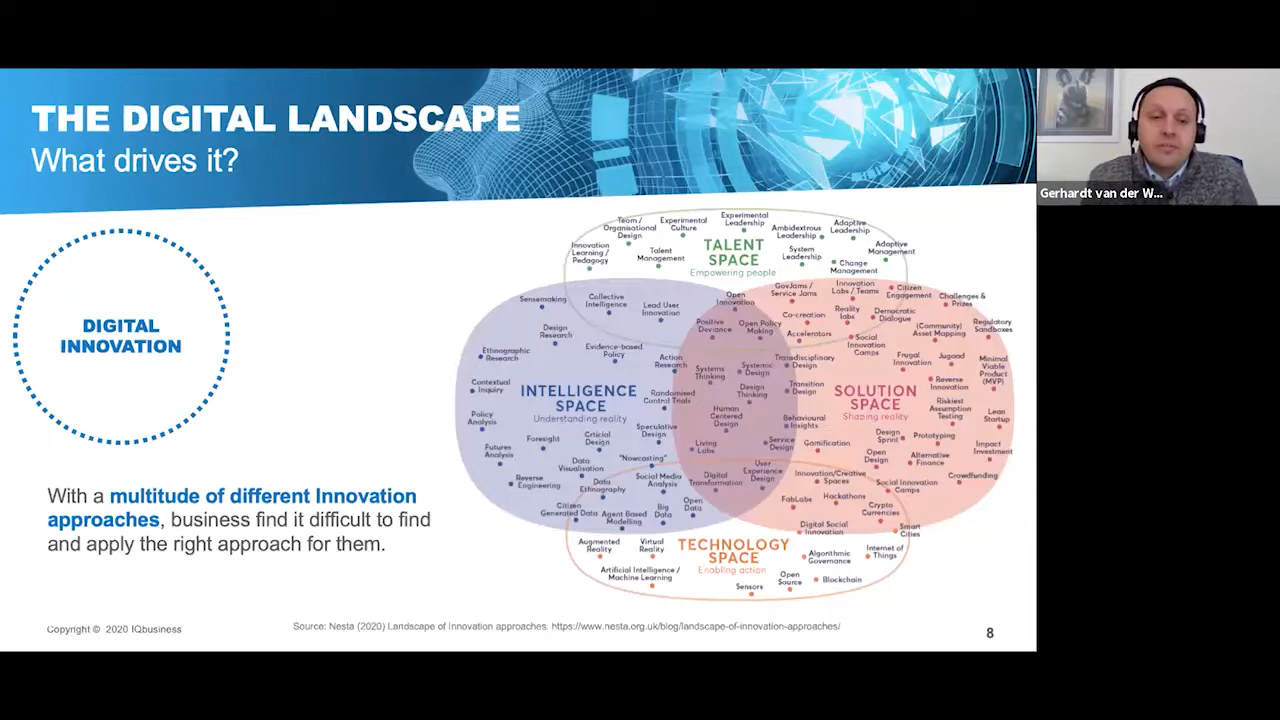 THE DIGITAL LANDSCAPE
What drives it?
Gerhardt van der W...
DIGITAL
INNOVATION
With a multitude of different Innovation
approaches, business find it difficult to find
and apply the right approach for them.
TALENT
SPACE
Empowering people
Team /
Organisational
Design
Experimental
Culture
Experimental
Leadership
Ambidextrous
Leadership
Adaptive
Leadership
Innovation
Learning /
Pedagogy
Talent
Management
System
Leadership
Adaptive
Management
Change
Management
Sensemaking
Collective
Intelligence
Lead User
Innovation
Open
Innovation
GovJams /
Service Jams
Innovation
Labs / Teams
Citizen
Engagement
Challenges &
Prizes
Design
Research
Positive
Deviance
Open Policy
Making
Co-creation
Reality
labs
Democratic
Dialogue
Accelerators
(Community)
Asset Mapping
Regulatory
Sandboxes
Ethnographic
Research
Evidence-based
Policy
Action
Research
Systems
Thinking
Systemic
Design
Transdisciplinary
Design
Social
Innovation
Camps
Frugal
Innovation
Jugaad
Minimal
Viable
Product
(MVP)
Contextual
Inquiry
INTELLIGENCE
SPACE
Understanding reality
Randomised
Control Trials
Design
Thinking
Transition
Design
SOLUTION
SPACE
Shaping reality
Reverse
Innovation
Riskiest
Assumption
Testing
Lean
Startup
Policy
Analysis
Human
Centered
Design
Behavioural
Insights
Foresight
Criticial
Design
Speculative
Design
Living
Labs
Service
Design
Gamification
Design
Sprint
Prototyping
Impact
Investment
Futures
Analysis
Data
Visualisation
"Nowcasting"
Open
Design
Alternative
Finance
Reverse
Engineering
Data
Ethnography
Social Media
Analysis
Digital
Transformation
User
Experience
Design
Innovation/Creative
Spaces
Social Innovation
Camps
Crowdfunding
Citizen
Generated Data
Agent Based
Modelling
Big
Data
Open
Data
FabLabs
Hackathons
Crypto
Currencies
Digital Social
Innovation
Smart
Cities
Augmented
Reality
Virtual
Reality
TECHNOLOGY
SPACE
Enabling action
Algorithmic
Governance
Internet of
Things
Artificial Intelligence /
Machine Learning
Sensors
Open
Source
Blockchain
Copyright © 2020 IQbusiness
Source: Nesta (2020) Landscape of Innovation approaches. https://www.nesta.org.uk/blog/landscape-of-innovation-approaches/
8